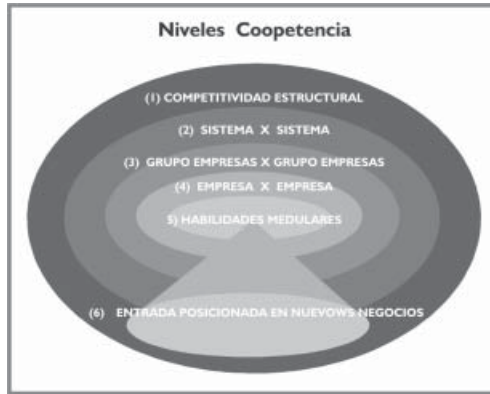 Niveles Coopetencia
(1) COMPETITIVIDAD ESTRUCTURAL
(2) SISTEMA X SISTEMA
(3) GRUPO EMPRESAS X GRUPO EMPRESAS
(4) EMPRESA X EMPRESA
5) HABILIDADES MEDULARES
(6) ENTRADA POSICIONADA EN NUEVOWS NEGOCIOS